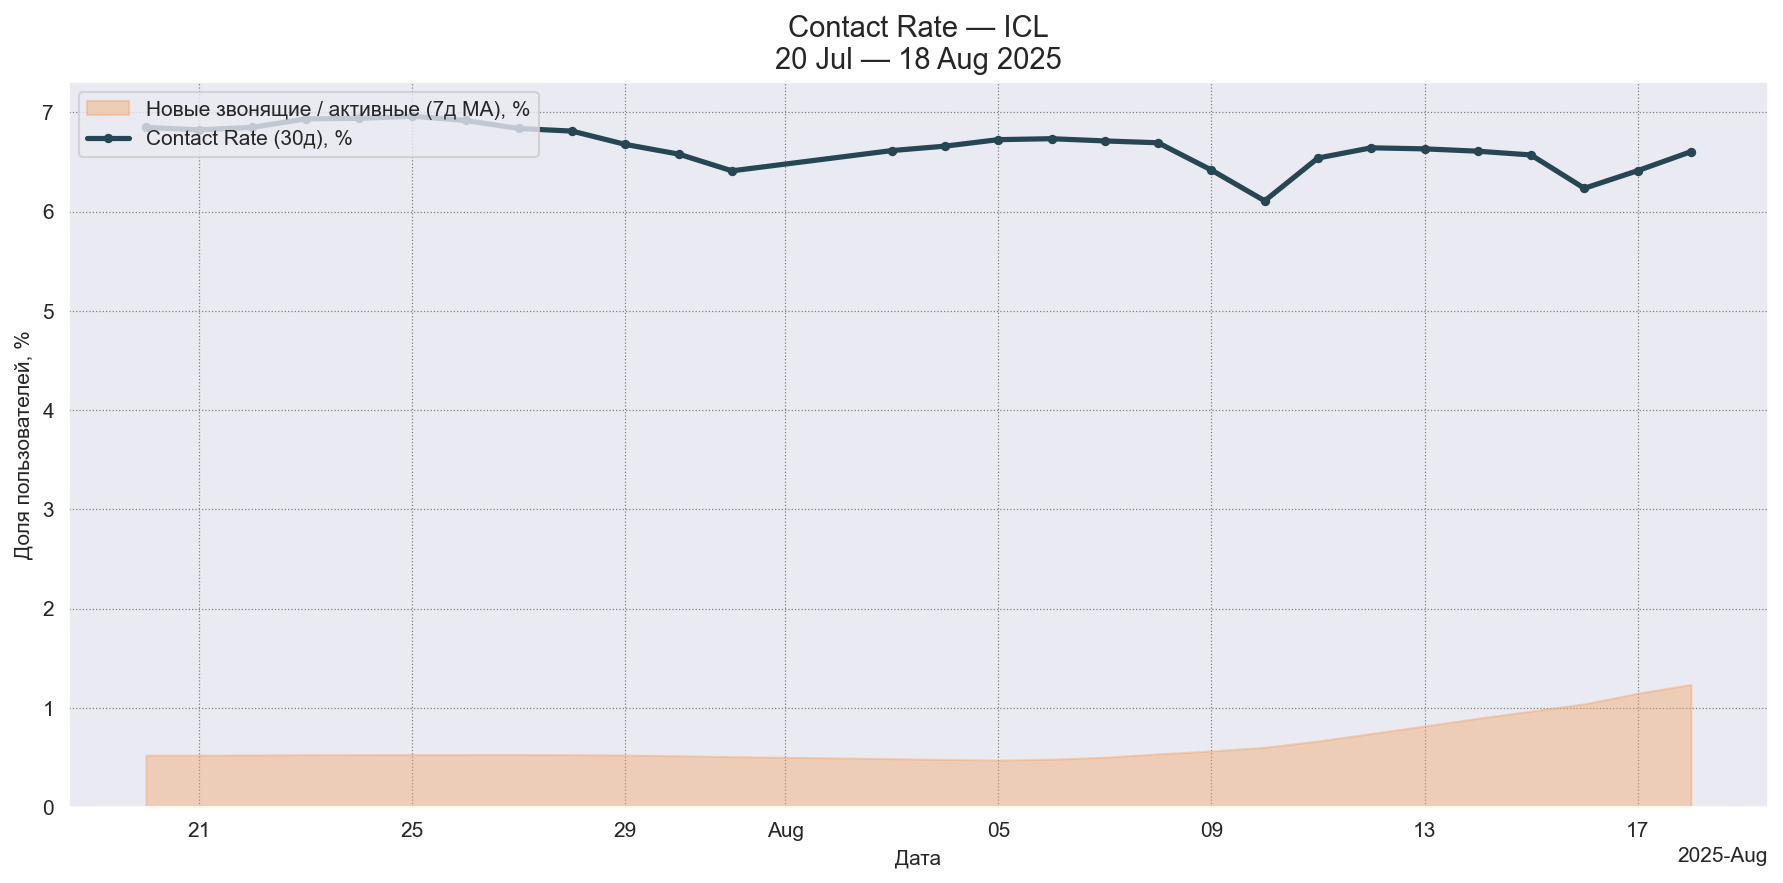 Contact Rate — ICL
20 Jul — 18 Aug 2025
Новые звонящие / активные (7д MA), %
Contact Rate (30д), %
Доля пользователей, %
7
6
5
4
3
2
1
0
21
25
29
Aug
05
09
13
17
Дата
2025-Aug